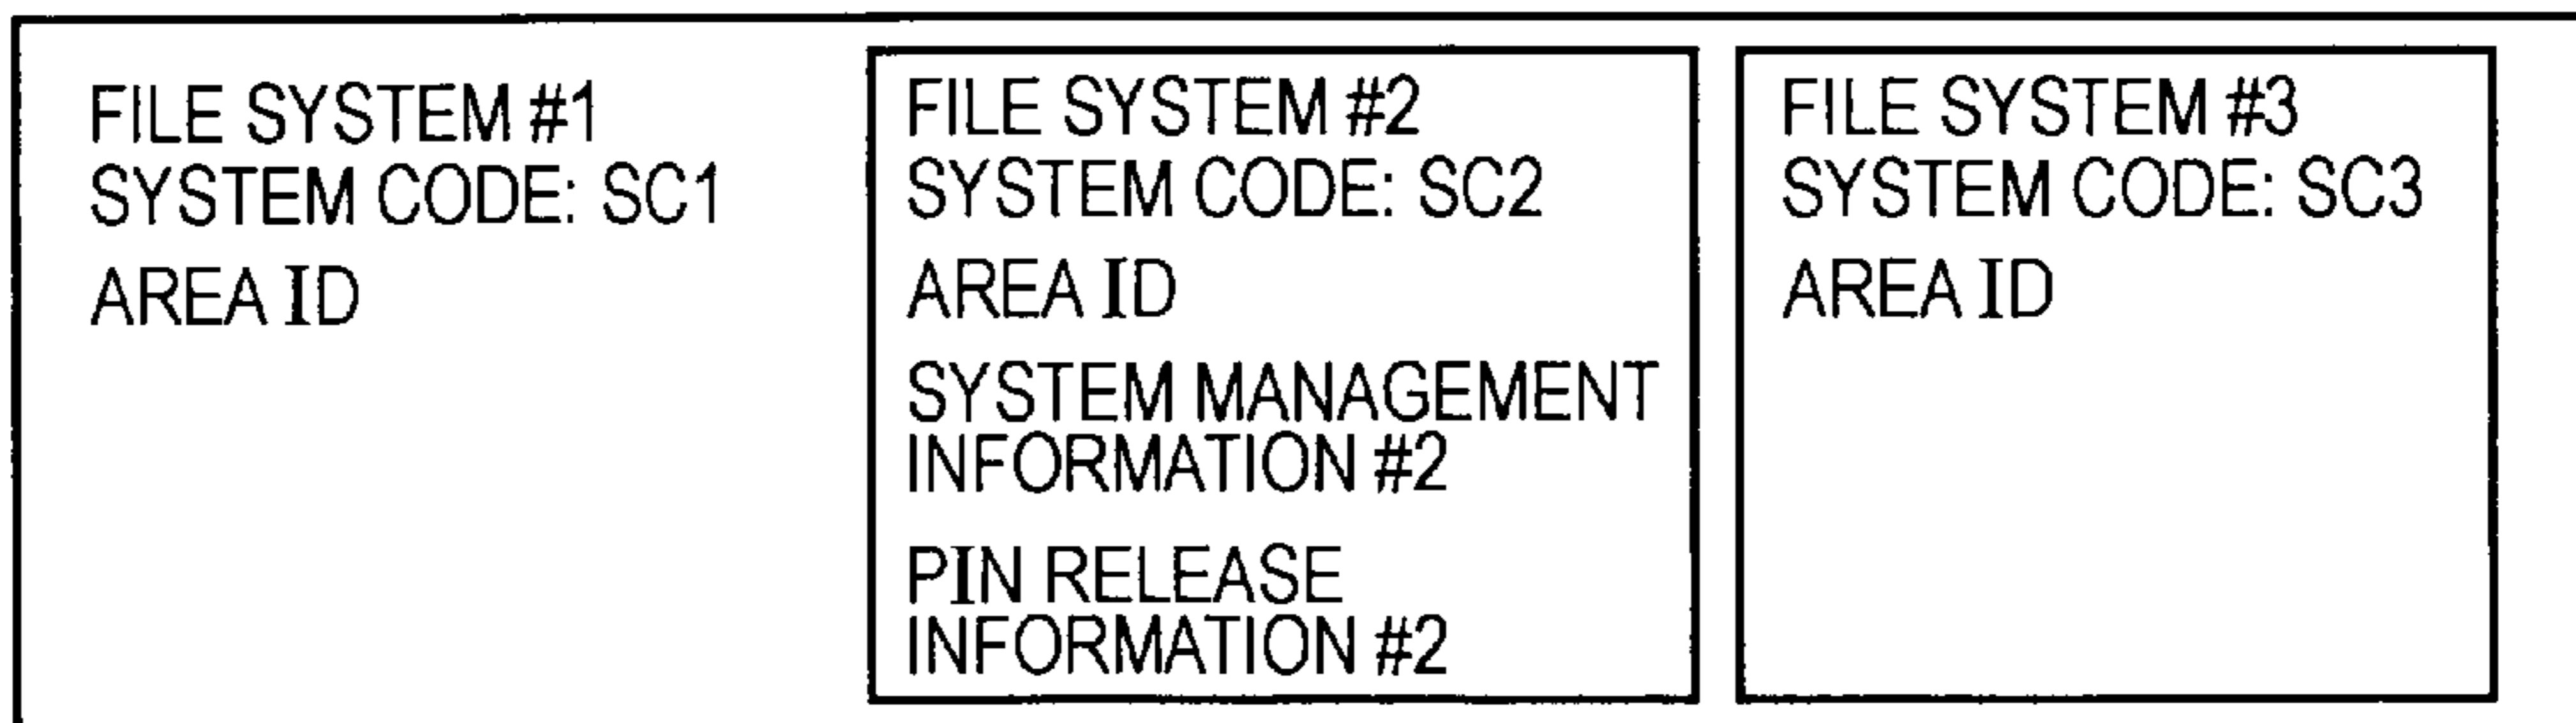 FILE SYSTEM #1
SYSTEM CODE: SC1
AREA ID
FILE SYSTEM #2
SYSTEM CODE: SC2
AREA ID
SYSTEM MANAGEMENT
INFORMATION #2
PIN RELEASE
INFORMATION #2
FILE SYSTEM #3
SYSTEM CODE: SC3
AREA ID